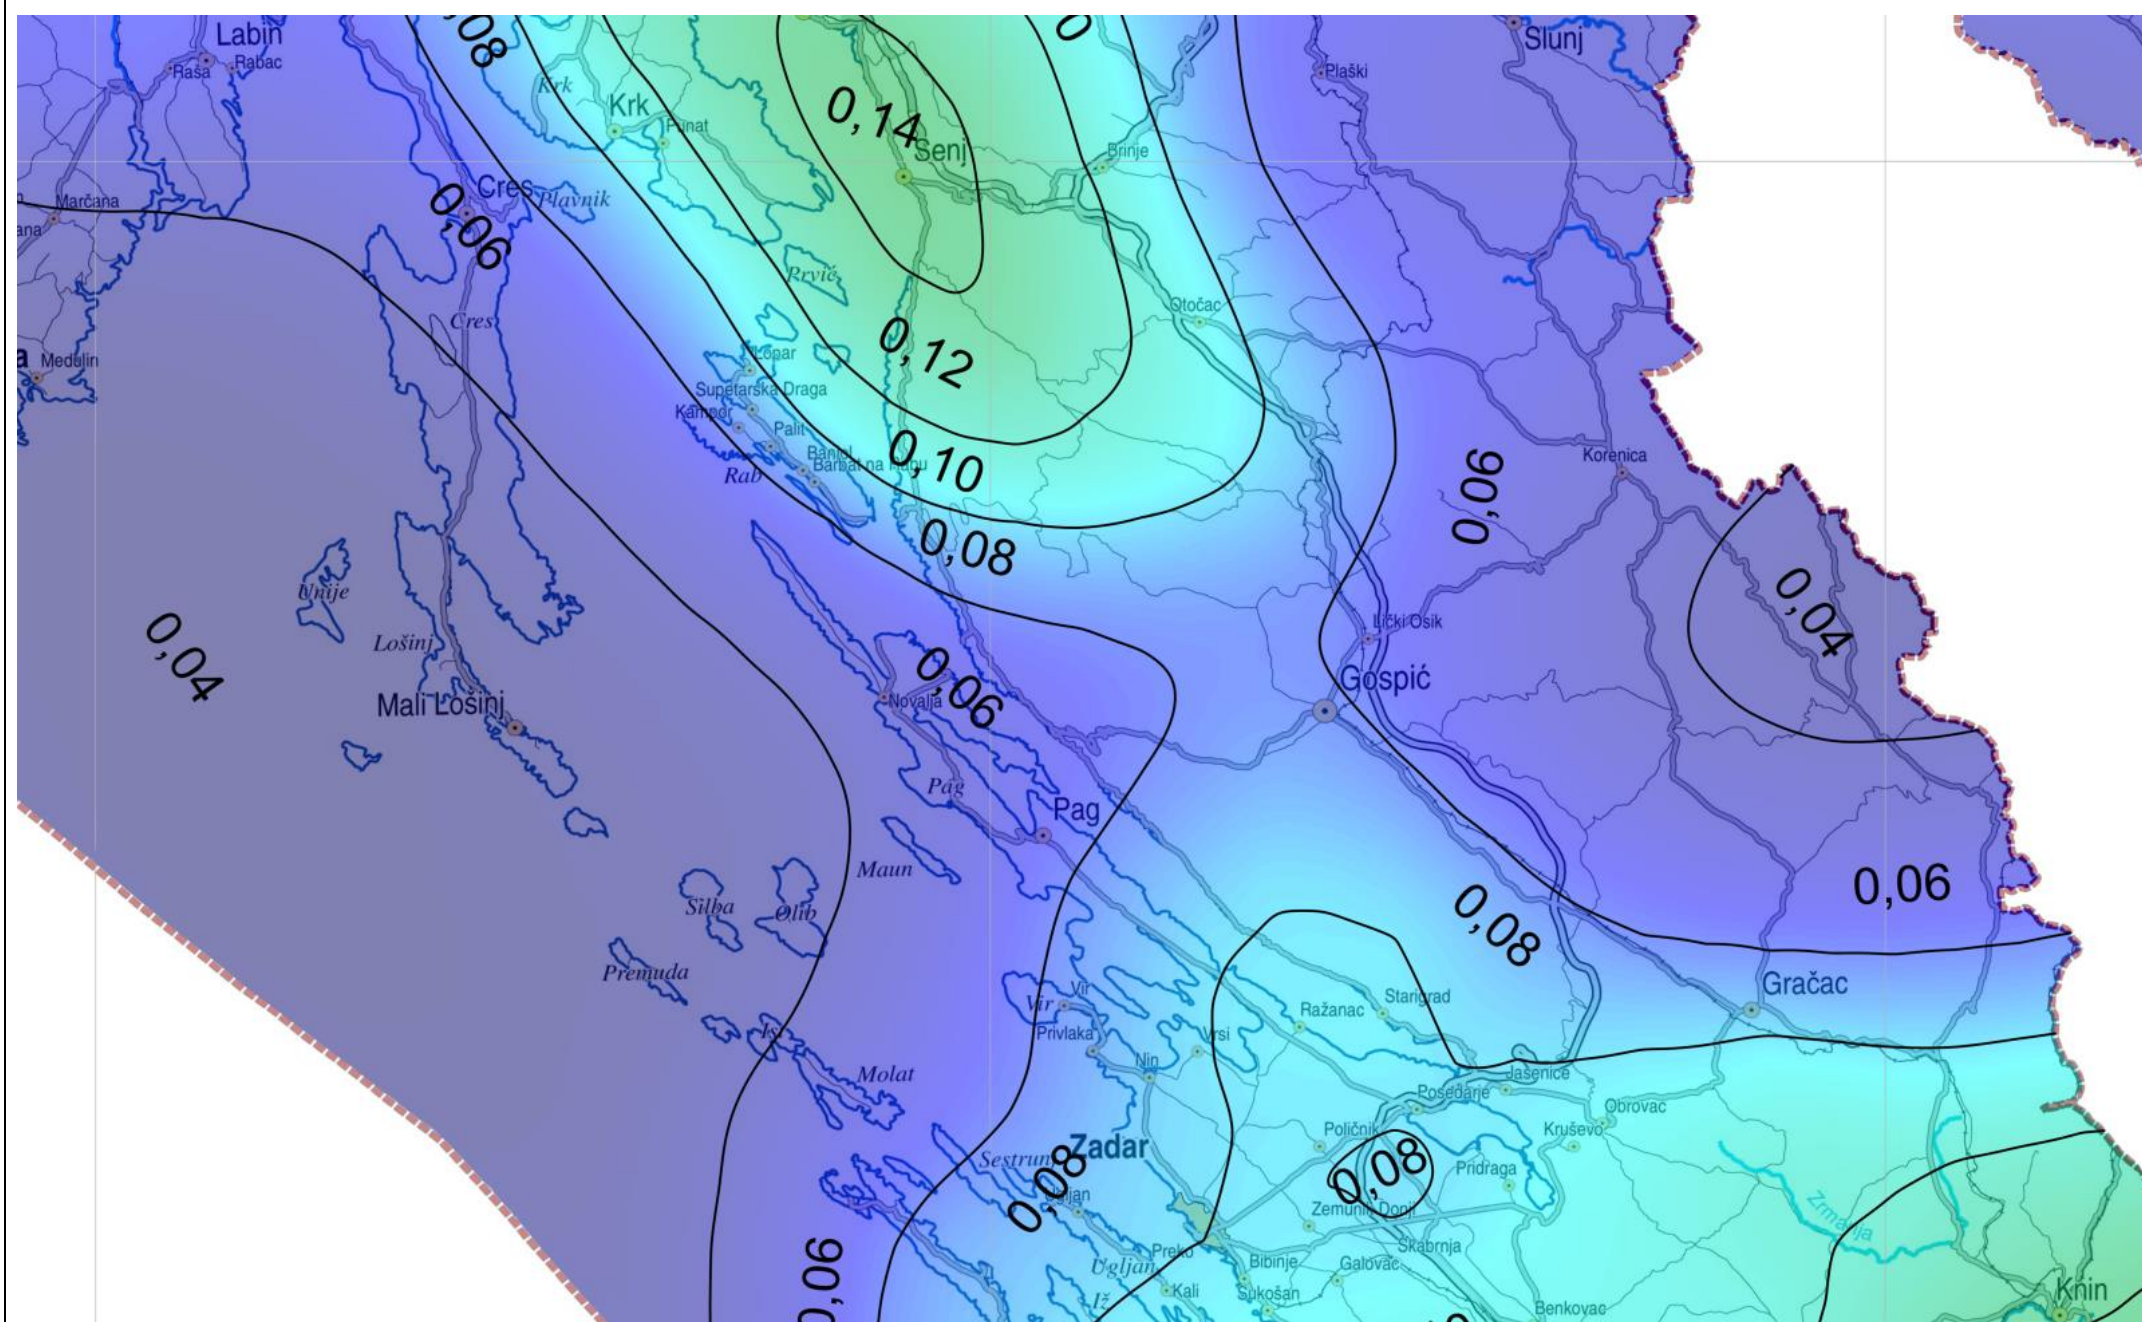 Labin
Raša
Rabac
0,08
Krk
Krk
Punat
0,14
Senj
Brinje
Plaški
Slunj
Marčana
Cres
Plavnik
0,06
Prvić
Otočac
Cres
Medulin
0,12
Lopar
Supetarska Draga
Kampor
Palit
Banjol
Barbat na Rabu
Rab
0,10
0,08
0,06
Korenica
0,04
Unije
0,04
Lošinj
Mali Lošinj
Lički Osik
Gospić
0,06
Novalja
Pag
Pag
Maun
0,06
0,08
Silba
Olib
Premuda
Ist
Molat
Vir
Vir
Privlaka
Vrsi
Nin
Ražanac
Starigrad
Gračac
Jasenice
Posedarje
Obrovac
Kruševo
Poličnik
0,08
Pridraga
Zadar
Sestrunj
0,08
Ugljan
Zemunik Donji
Škabrnja
Zrmanja
0,06
Preko
Ugljan
Bibinje
Galovac
Kali
Sukošan
Iž
Benkovac
Knin